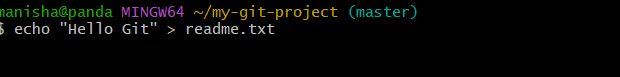 manisha@panda MINGW64 ~/my-git-project (master)
$ echo "Hello Git" > readme.txt